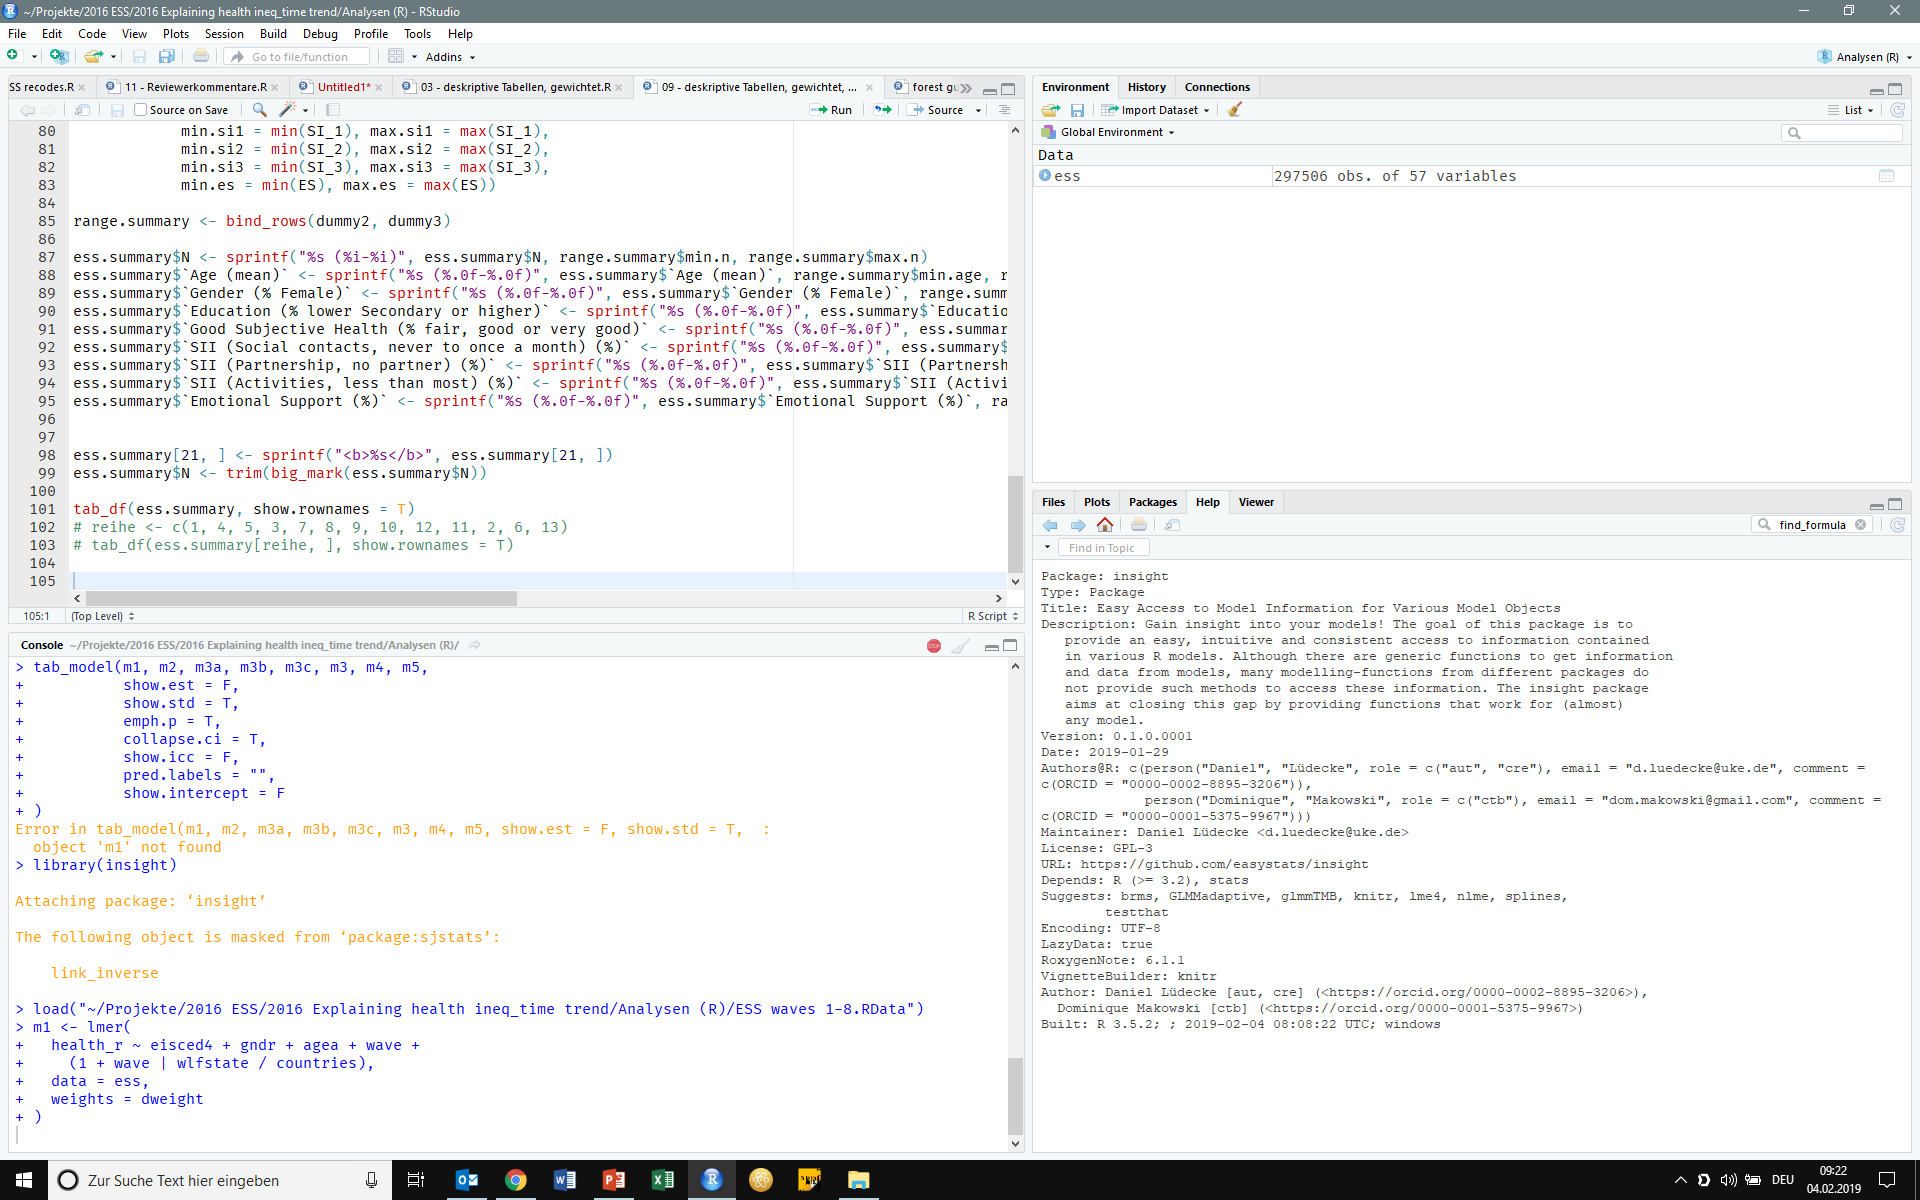 ~/Projekte/2016 ESS/2016 Explaining health ineq_time trend/Analysen (R) - RStudio
File Edit Code View Plots Session Build Debug Profile Tools Help
Go to file/function Addins Analysen (R)
SS recodes.R 11 - Reviewerkommentare.R Untitled1* 03 - deskriptive Tabellen, gewichtet.R 09 - deskriptive Tabellen, gewichtet, ... forest gu
Source on Save Run Source
80 min.si1 = min(SI_1), max.si1 = max(SI_1),
81 min.si2 = min(SI_2), max.si2 = max(SI_2),
82 min.si3 = min(SI_3), max.si3 = max(SI_3),
83 min.es = min(ES), max.es = max(ES))
84
85 range.summary <- bind_rows(dummy2, dummy3)
86
87 ess.summary$N <- sprintf("%s (%i-%i)", ess.summary$N, range.summary$min.n, range.summary$max.n)
88 ess.summary$`Age (mean)` <- sprintf("%s (%.0f-%.0f)", ess.summary$`Age (mean)`, range.summary$min.age, r
89 ess.summary$`Gender (% Female)` <- sprintf("%s (%.0f-%.0f)", ess.summary$`Gender (% Female)`, range.summ
90 ess.summary$`Education (% lower Secondary or higher)` <- sprintf("%s (%.0f-%.0f)", ess.summary$`Educatio
91 ess.summary$`Good Subjective Health (% fair, good or very good)` <- sprintf("%s (%.0f-%.0f)", ess.summar
92 ess.summary$`SII (Social contacts, never to once a month) (%)` <- sprintf("%s (%.0f-%.0f)", ess.summary$
93 ess.summary$`SII (Partnership, no partner) (%)` <- sprintf("%s (%.0f-%.0f)", ess.summary$`SII (Partnersh
94 ess.summary$`SII (Activities, less than most) (%)` <- sprintf("%s (%.0f-%.0f)", ess.summary$`SII (Activi
95 ess.summary$`Emotional Support (%)` <- sprintf("%s (%.0f-%.0f)", ess.summary$`Emotional Support (%)`, ra
96
97
98 ess.summary[21, ] <- sprintf("<b>%s</b>", ess.summary[21, ])
99 ess.summary$N <- trim(big_mark(ess.summary$N))
100
101 tab_df(ess.summary, show.rownames = T)
102 # reihe <- c(1, 4, 5, 3, 7, 8, 9, 10, 12, 11, 2, 6, 13)
103 # tab_df(ess.summary[reihe, ], show.rownames = T)
104
105
105:1 (Top Level) R Script
Console ~/Projekte/2016 ESS/2016 Explaining health ineq_time trend/Analysen (R)/
> tab_model(m1, m2, m3a, m3b, m3c, m3, m4, m5,
+ show.est = F,
+ show.std = T,
+ emph.p = T,
+ collapse.ci = T,
+ show.icc = F,
+ pred.labels = "",
+ show.intercept = F
+ )
Error in tab_model(m1, m2, m3a, m3b, m3c, m3, m4, m5, show.est = F, show.std = T, :
object 'm1' not found
> library(insight)
Attaching package: ‘insight’
The following object is masked from ‘package:sjstats’:
link_inverse
> load("~/Projekte/2016 ESS/2016 Explaining health ineq_time trend/Analysen (R)/ESS waves 1-8.RData")
> m1 <- lmer(
+ health_r ~ eisced4 + gndr + agea + wave +
+ (1 + wave | wlfstate / countries),
+ data = ess,
+ weights = dweight
+ )
Environment History Connections
Import Dataset List
Global Environment
Data
ess 297506 obs. of 57 variables
Files Plots Packages Help Viewer
find_formula
Find in Topic
Package: insight
Type: Package
Title: Easy Access to Model Information for Various Model Objects
Description: Gain insight into your models! The goal of this package is to
provide an easy, intuitive and consistent access to information contained
in various R models. Although there are generic functions to get information
and data from models, many modelling-functions from different packages do
not provide such methods to access these information. The insight package
aims at closing this gap by providing functions that work for (almost)
any model.
Version: 0.1.0.0001
Date: 2019-01-29
Authors@R: c(person("Daniel", "Lüdecke", role = c("aut", "cre"), email = "d.luedecke@uke.de", comment =
c(ORCID = "0000-0002-8895-3206")),
person("Dominique", "Makowski", role = c("ctb"), email = "dom.makowski@gmail.com", comment =
c(ORCID = "0000-0001-5375-9967")))
Maintainer: Daniel Lüdecke <d.luedecke@uke.de>
License: GPL-3
URL: https://github.com/easystats/insight
Depends: R (>= 3.2), stats
Suggests: brms, GLMMadaptive, glmmTMB, knitr, lme4, nlme, splines,
testthat
Encoding: UTF-8
LazyData: true
RoxygenNote: 6.1.1
VignetteBuilder: knitr
Author: Daniel Lüdecke [aut, cre] (<https://orcid.org/0000-0002-8895-3206>),
Dominique Makowski [ctb] (<https://orcid.org/0000-0001-5375-9967>)
Built: R 3.5.2; ; 2019-02-04 08:08:22 UTC; windows
Zur Suche Text hier eingeben
DEU
09:22
04.02.2019